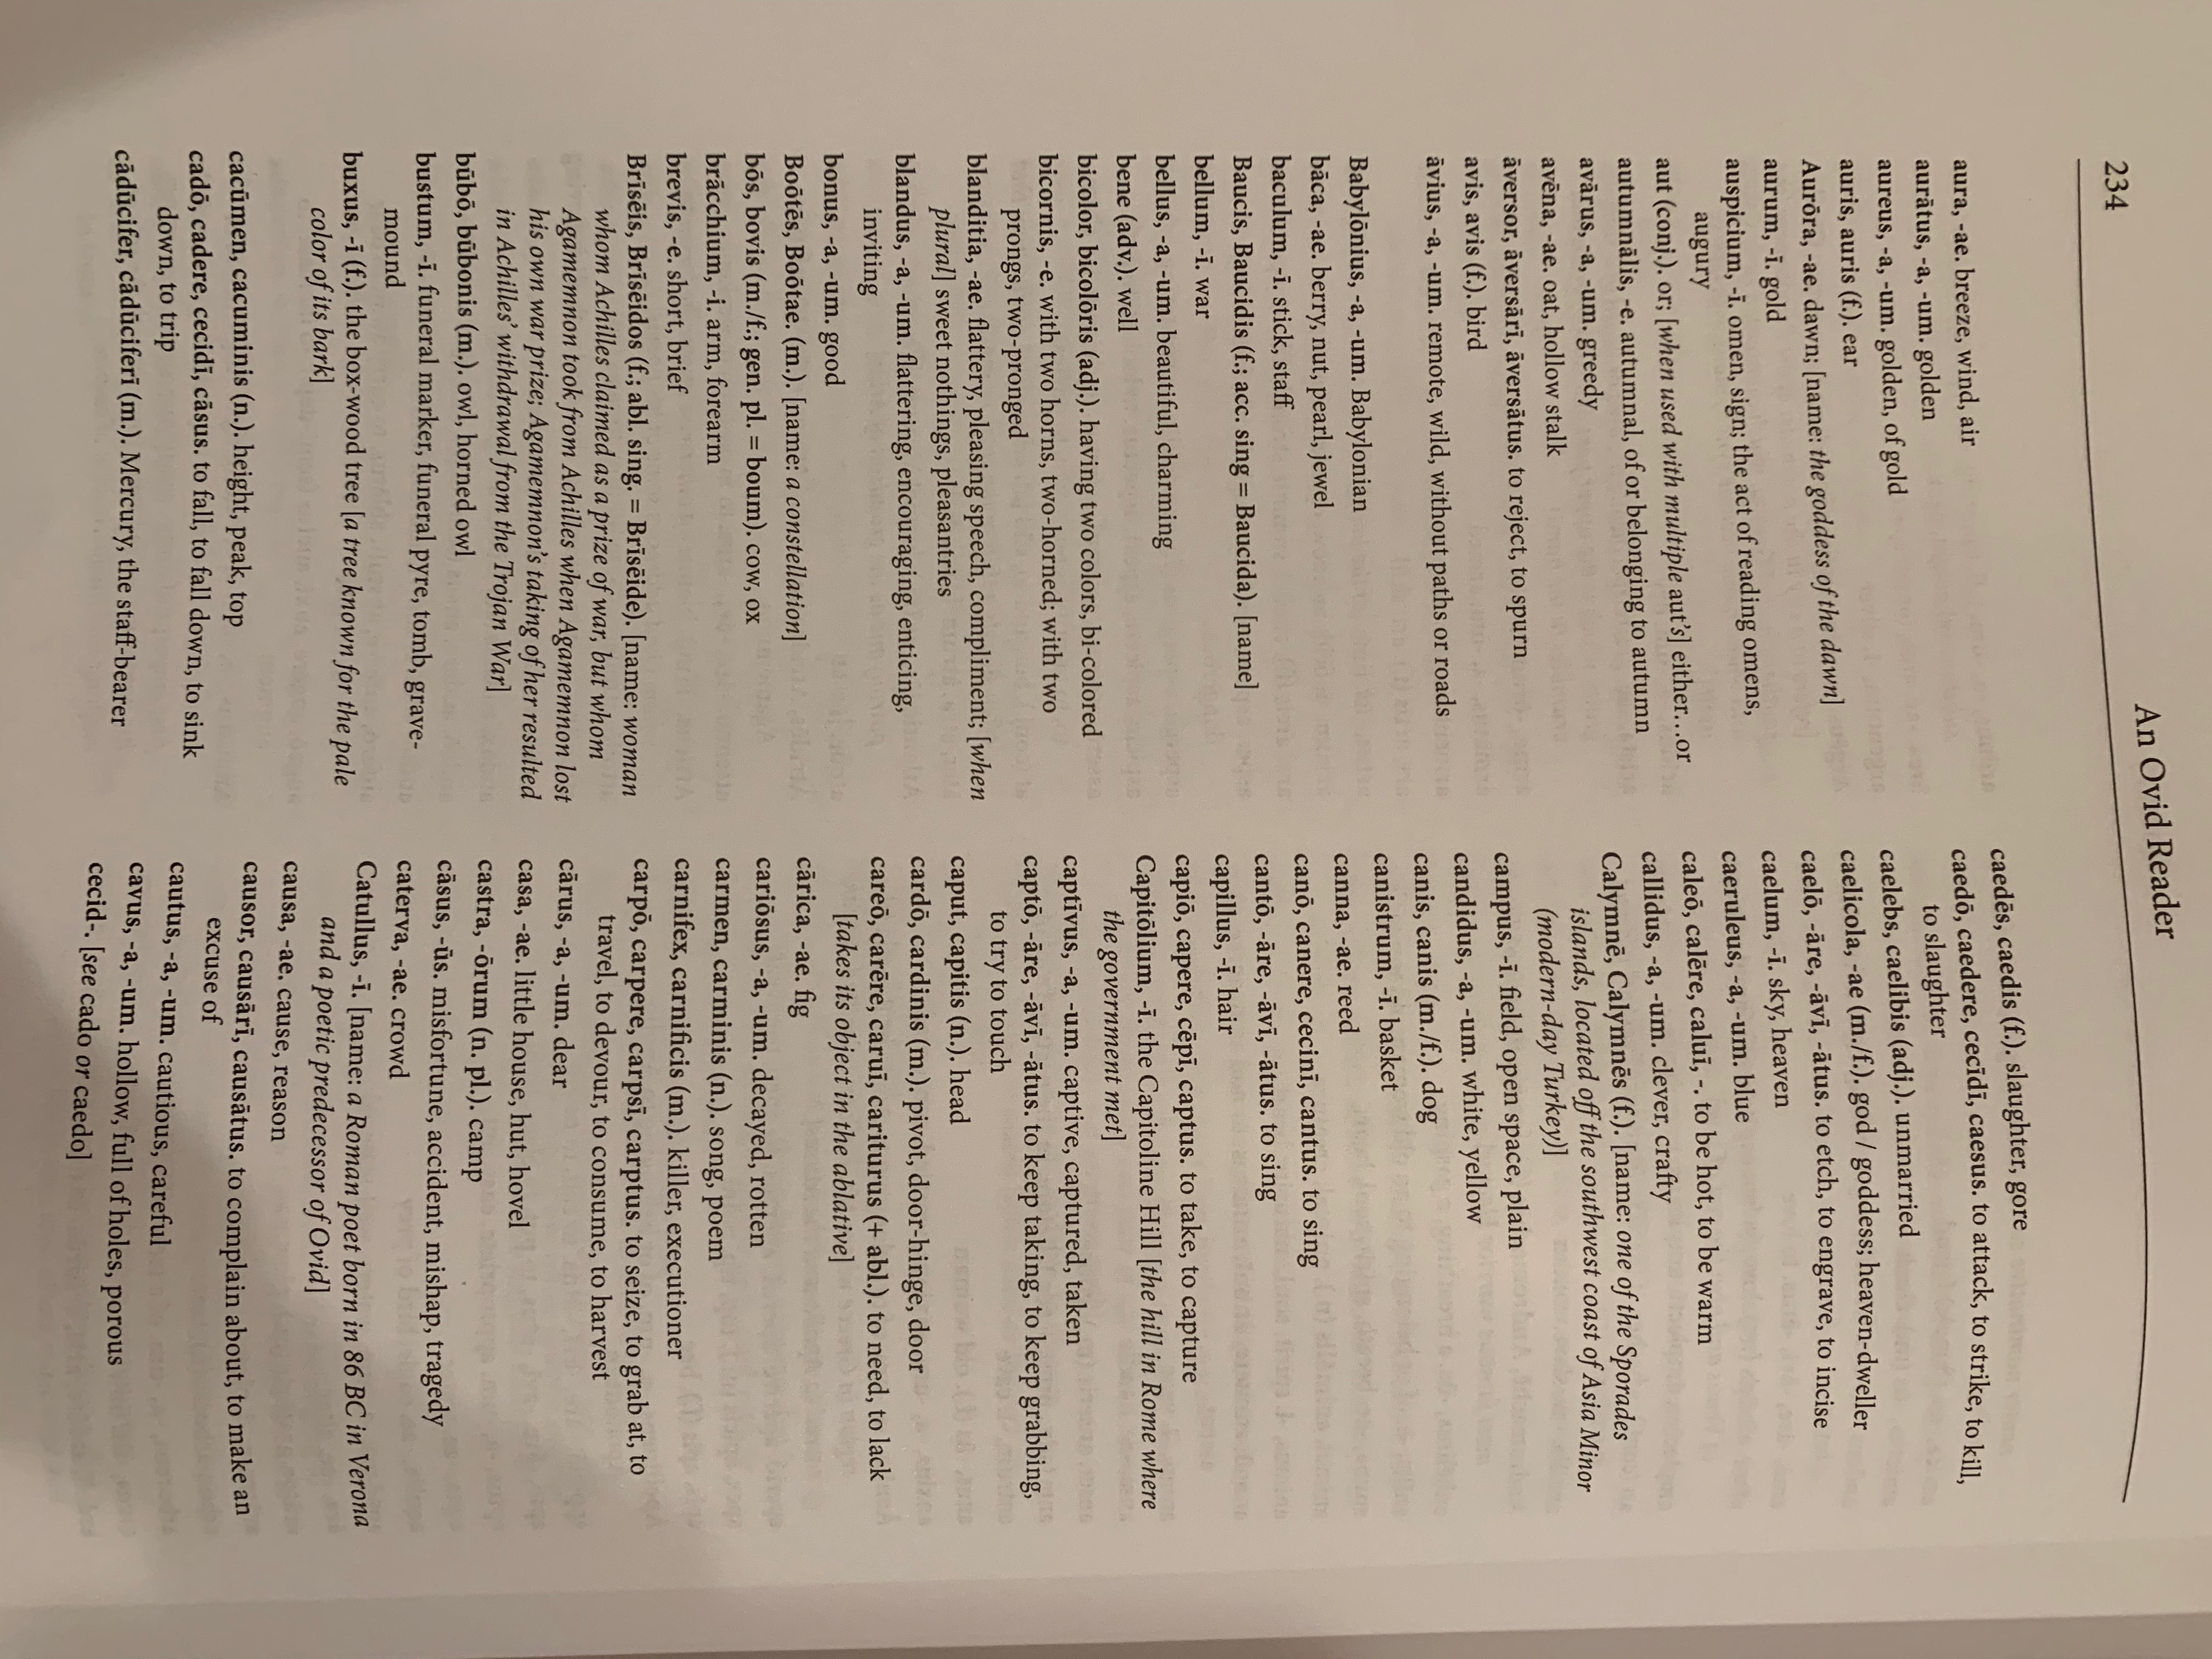 234
An Ovid Reader
aura, -ae. breeze, wind, air
aurātus, -a, -um. golden
aureus, -a, -um. golden, of gold
auris, auris (f.). ear
Aurōra, -ae. dawn; [name: the goddess of the dawn]
aurum, -ī. gold
auspicium, -ī. omen, sign; the act of reading omens,
augury
aut (conj.). or; [when used with multiple aut's] either…or
autumnālis, -e. autumnal, of or belonging to autumn
avārus, -a, -um. greedy
avēna, -ae. oat, hollow stalk
āversor, āversārī, āversātus. to reject, to spurn
avis, avis (f.). bird
āvius, -a, -um. remote, wild, without paths or roads
Babylōnius, -a, -um. Babylonian
bāca, -ae. berry, nut, pearl, jewel
baculum, -ī. stick, staff
Baucis, Baucidis (f.; acc. sing = Baucida). [name]
bellum, -ī. war
bellus, -a, -um. beautiful, charming
bene (adv.). well
bicolor, bicolōris (adj.). having two colors, bi-colored
bicornis, -e. with two horns, two-horned; with two
prongs, two-pronged
blanditia, -ae. flattery, pleasing speech, compliment; [when
plural] sweet nothings, pleasantries
blandus, -a, -um. flattering, encouraging, enticing,
inviting
bonus, -a, -um. good
Boōtēs, Boōtae. (m.). [name: a constellation]
bōs, bovis (m./f.; gen. pl. = boum). cow, ox
brācchium, -i. arm, forearm
brevis, -e. short, brief
Brīsēis, Brīsēidos (f.; abl. sing. = Brīsēide). [name: woman
whom Achilles claimed as a prize of war, but whom
Agamemnon took from Achilles when Agamemnon lost
his own war prize; Agamemnon's taking of her resulted
in Achilles' withdrawal from the Trojan War]
būbō, būbonis (m.). owl, horned owl
bustum, -ī. funeral marker, funeral pyre, tomb, grave-
mound
buxus, -ī (f.). the box-wood tree [a tree known for the pale
color of its bark]
cacūmen, cacuminis (n.). height, peak, top
cadō, cadere, cecidī, cāsus. to fall, to fall down, to sink
down, to trip
cādūcifer, cādūciferī (m.). Mercury, the staff-bearer
caedēs, caedis (f.). slaughter, gore
caedō, caedere, cecīdī, caesus. to attack, to strike, to kill,
to slaughter
caelebs, caelibis (adj.). unmarried
caelicola, -ae (m./f.). god / goddess; heaven-dweller
caelō, -āre, -āvī, -ātus. to etch, to engrave, to incise
caelum, -ī. sky, heaven
caeruleus, -a, -um. blue
caleō, calēre, caluī, -. to be hot, to be warm
callidus, -a, -um. clever, crafty
Calymnē, Calymnēs (f.). [name: one of the Sporades
islands, located off the southwest coast of Asia Minor
(modern-day Turkey)]
campus, -ī. field, open space, plain
candidus, -a, -um. white, yellow
canis, canis (m./f.). dog
canistrum, -ī. basket
canna, -ae. reed
canō, canere, cecinī, cantus. to sing
cantō, -āre, -āvī, -ātus. to sing
capillus, -ī. hair
capiō, capere, cēpī, captus. to take, to capture
Capitōlium, -ī. the Capitoline Hill [the hill in Rome where
the government met]
captīvus, -a, -um. captive, captured, taken
captō, -āre, -āvī, -ātus. to keep taking, to keep grabbing,
to try to touch
caput, capitis (n.). head
cardō, cardinis (m.). pivot, door-hinge, door
careō, carēre, caruī, cariturus (+ abl.). to need, to lack
[takes its object in the ablative]
cārica, -ae. fig
cariōsus, -a, -um. decayed, rotten
carmen, carminis (n.). song, poem
carnifex, carnificis (m.). killer, executioner
carpō, carpere, carpsī, carptus. to seize, to grab at, to
travel, to devour, to consume, to harvest
cārus, -a, -um. dear
casa, -ae. little house, hut, hovel
castra, -ōrum (n. pl.). camp
cāsus, -ūs. misfortune, accident, mishap, tragedy
caterva, -ae. crowd
Catullus, -ī. [name: a Roman poet born in 86 BC in Verona
and a poetic predecessor of Ovid]
causa, -ae. cause, reason
causor, causārī, causātus. to complain about, to make an
excuse of
cautus, -a, -um. cautious, careful
cavus, -a, -um. hollow, full of holes, porous
cecid-. [see cado or caedo]